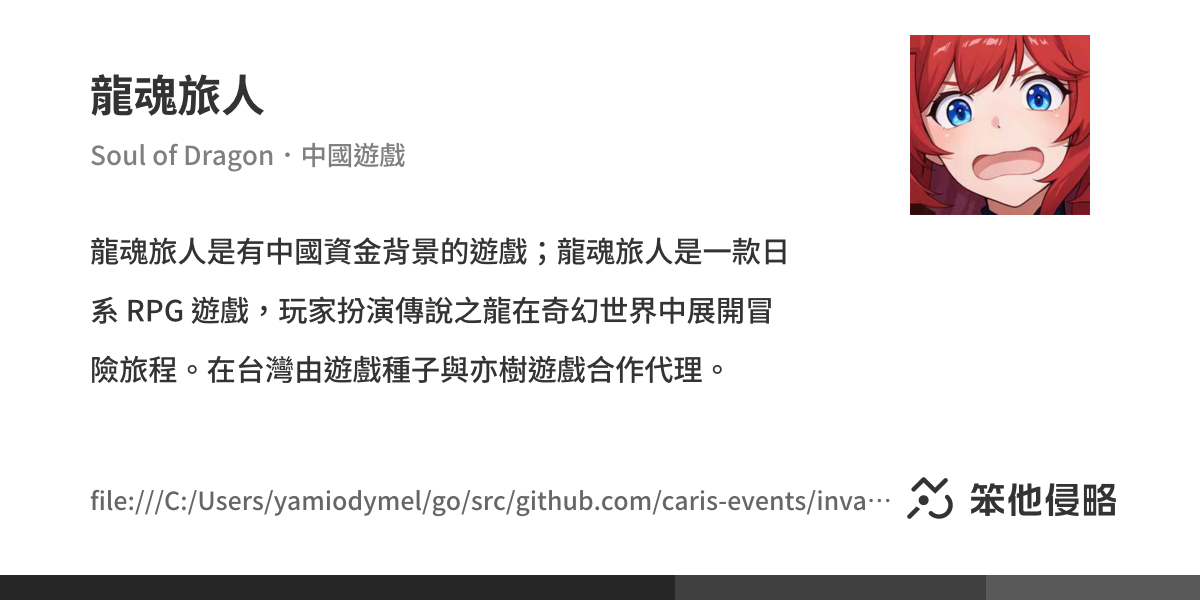 龍魂旅人
Soul of Dragon・中國遊戲
龍魂旅人是有中國資金背景的遊戲；龍魂旅人是一款日
系 RPG 遊戲，玩家扮演傳說之龍在奇幻世界中展開冒
險旅程。在台灣由遊戲種子與亦樹遊戲合作代理。
file:///C:/Users/yamiodymel/go/src/github.com/caris-events/inva…
笨他侵略